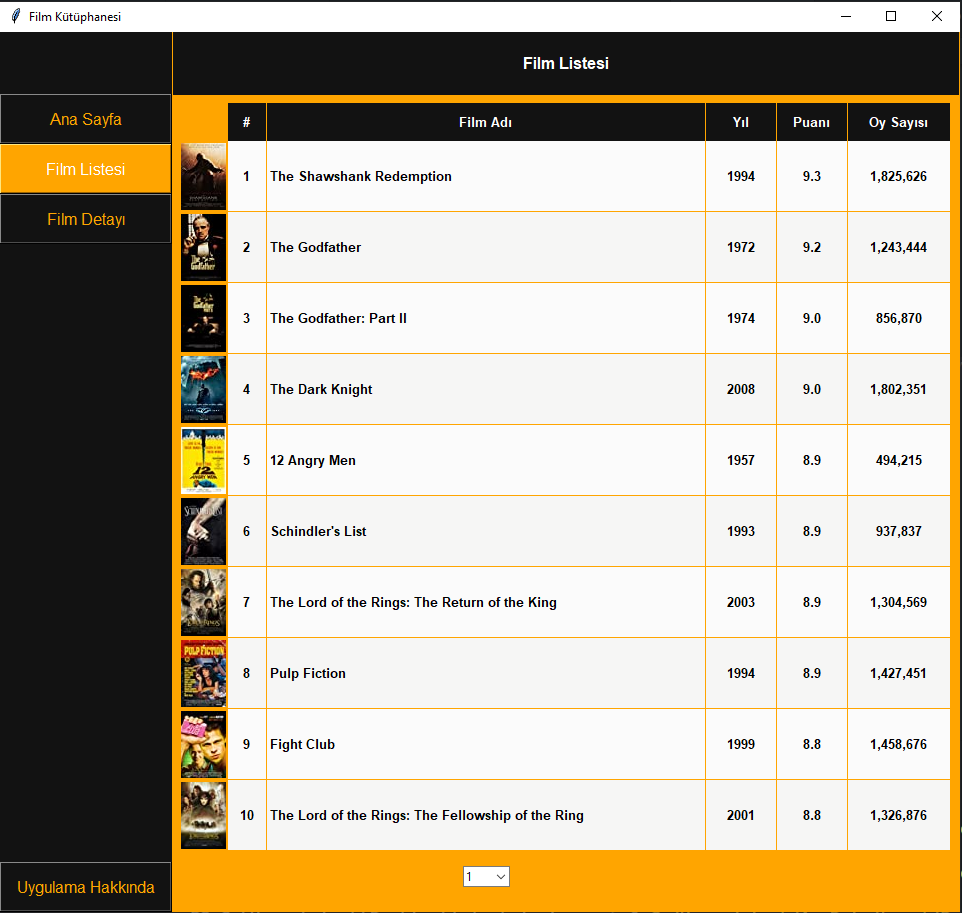 Film Kütüphanesi
Film Listesi
Ana Sayfa
Film Listesi
Film Detayı
# Film Adı Yıl Puanı Oy Sayısı
1 The Shawshank Redemption 1994 9.3 1,825,626
2 The Godfather 1972 9.2 1,243,444
3 The Godfather: Part II 1974 9.0 856,870
4 The Dark Knight 2008 9.0 1,802,351
5 12 Angry Men 1957 8.9 494,215
6 Schindler's List 1993 8.9 937,837
7 The Lord of the Rings: The Return of the King 2003 8.9 1,304,569
PULP FICTION
8 Pulp Fiction 1994 8.9 1,427,451
9 Fight Club 1999 8.8 1,458,676
10 The Lord of the Rings: The Fellowship of the Ring 2001 8.8 1,326,876
1
Uygulama Hakkında